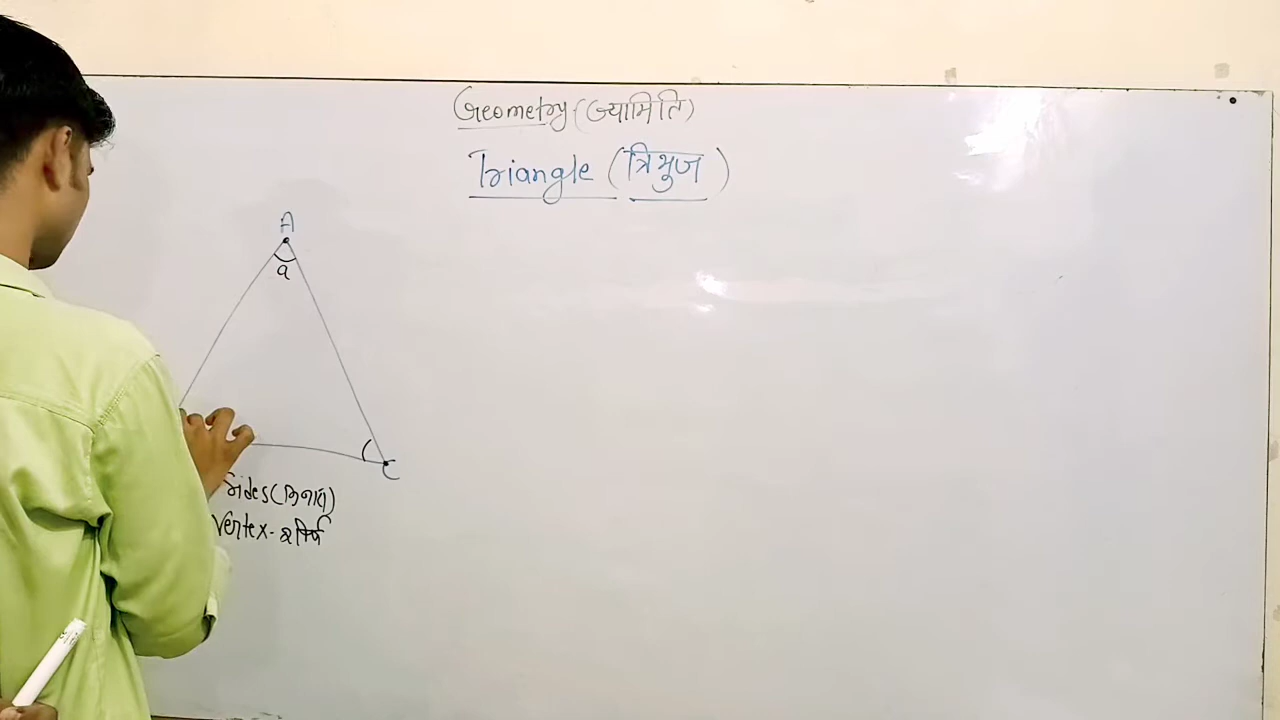 Geometry (ज्यामिति)
Triangle (त्रिभुज)
A
a
C
Sides (किनारा)
Vertex - शीर्ष